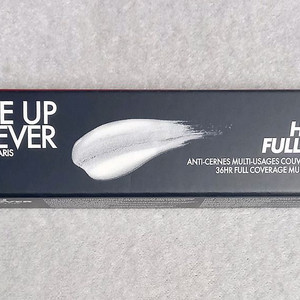 E UP
EVER
ARIS
H
FULL
ANTI-CERNES MULTI-USAGES COUV
36HR FULL COVERAGE MU